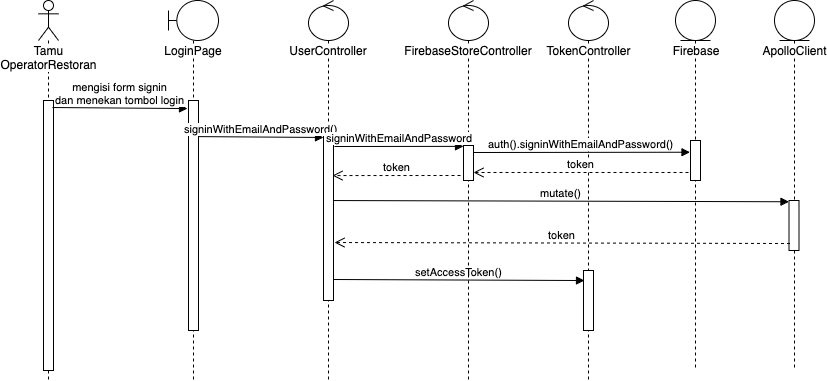 Tamu
OperatorRestoran
LoginPage
UserController
FirebaseStoreController
TokenController
Firebase
ApolloClient
mengisi form signin
dan menekan tombol login
signinWithEmailAndPassword()
signinWithEmailAndPassword
auth().signinWithEmailAndPassword()
token
token
mutate()
token
setAccessToken()